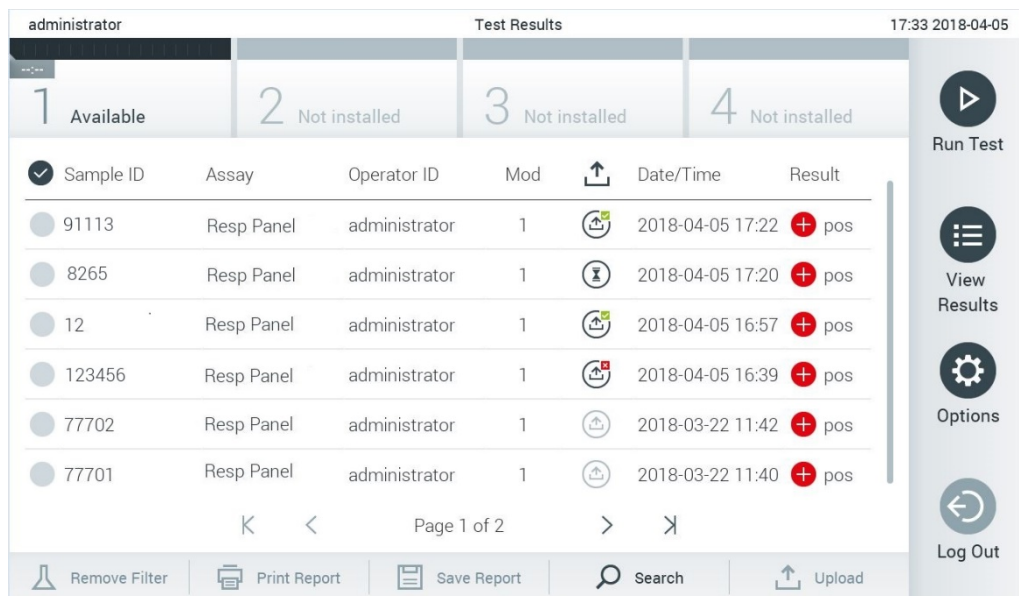 administrator Test Results 17:33 2018-04-05
--:--
1 Available 2 Not installed 3 Not installed 4 Not installed
Run Test
Sample ID Assay Operator ID Mod Date/Time Result
91113 Resp Panel administrator 1 2018-04-05 17:22 pos
8265 Resp Panel administrator 1 2018-04-05 17:20 pos
View
Results
12 Resp Panel administrator 1 2018-04-05 16:57 pos
123456 Resp Panel administrator 1 2018-04-05 16:39 pos
77702 Resp Panel administrator 1 2018-03-22 11:42 pos
Options
77701 Resp Panel administrator 1 2018-03-22 11:40 pos
Page 1 of 2
Log Out
Remove Filter Print Report Save Report Search Upload